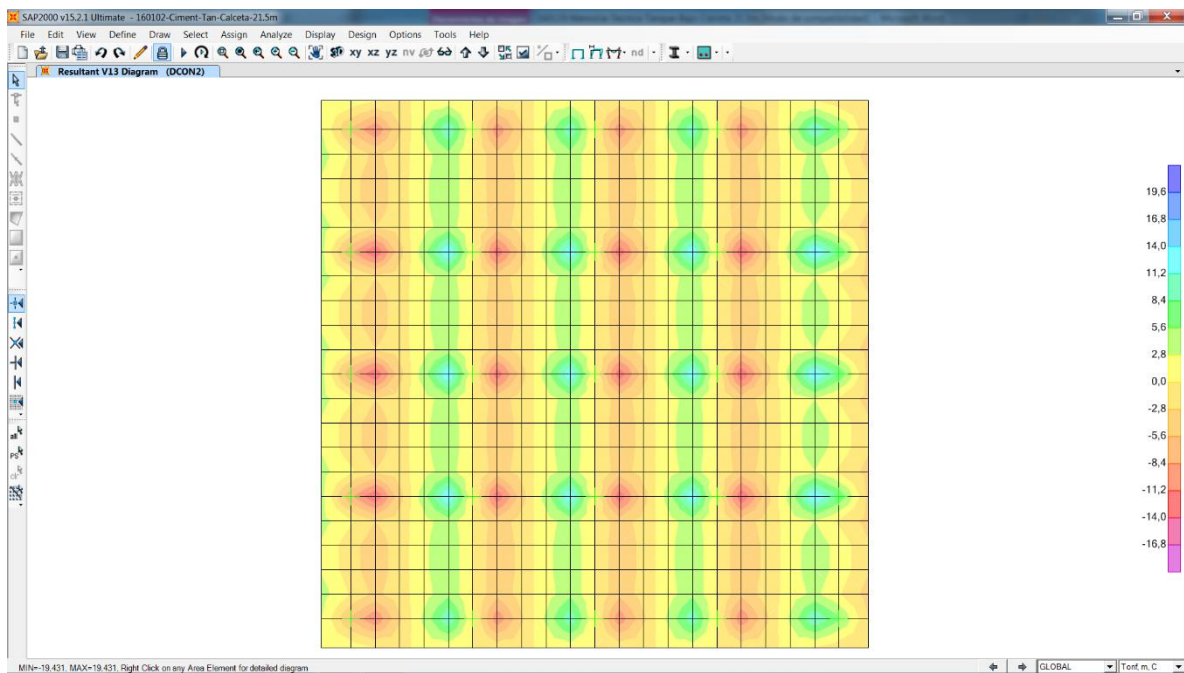 SAP2000 v15.2.1 Ultimate - 160102-Ciment-Tan-Calceta-21.5m
File Edit View Define Draw Select Assign Analyze Display Design Options Tools Help
xy xz yz nv nd
Resultant V13 Diagram (DCON2)
19,6
16,8
14,0
11,2
8,4
5,6
2,8
0,0
-2,8
-5,6
-8,4
-11,2
-14,0
-16,8
all
PS
clr
MIN=-19.431, MAX=19.431, Right Click on any Area Element for detailed diagram
GLOBAL
Tonf, m, C